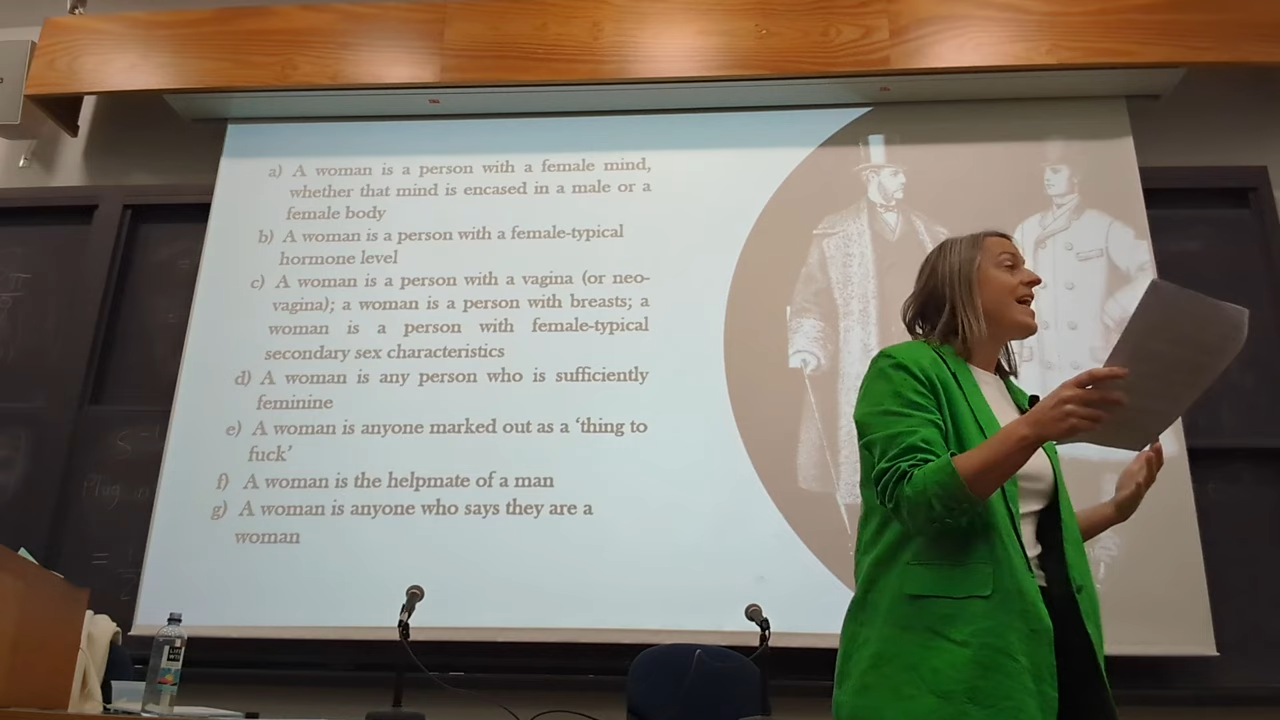 a) A woman is a person with a female mind,
whether that mind is encased in a male or a
female body
b) A woman is a person with a female-typical
hormone level
c) A woman is a person with a vagina (or neo-
vagina); a woman is a person with breasts; a
woman is a person with female-typical
secondary sex characteristics
d) A woman is any person who is sufficiently
feminine
e) A woman is anyone marked out as a ‘thing to
fuck’
f) A woman is the helpmate of a man
g) A woman is anyone who says they are a
woman
Plug in
LIFE
WTR